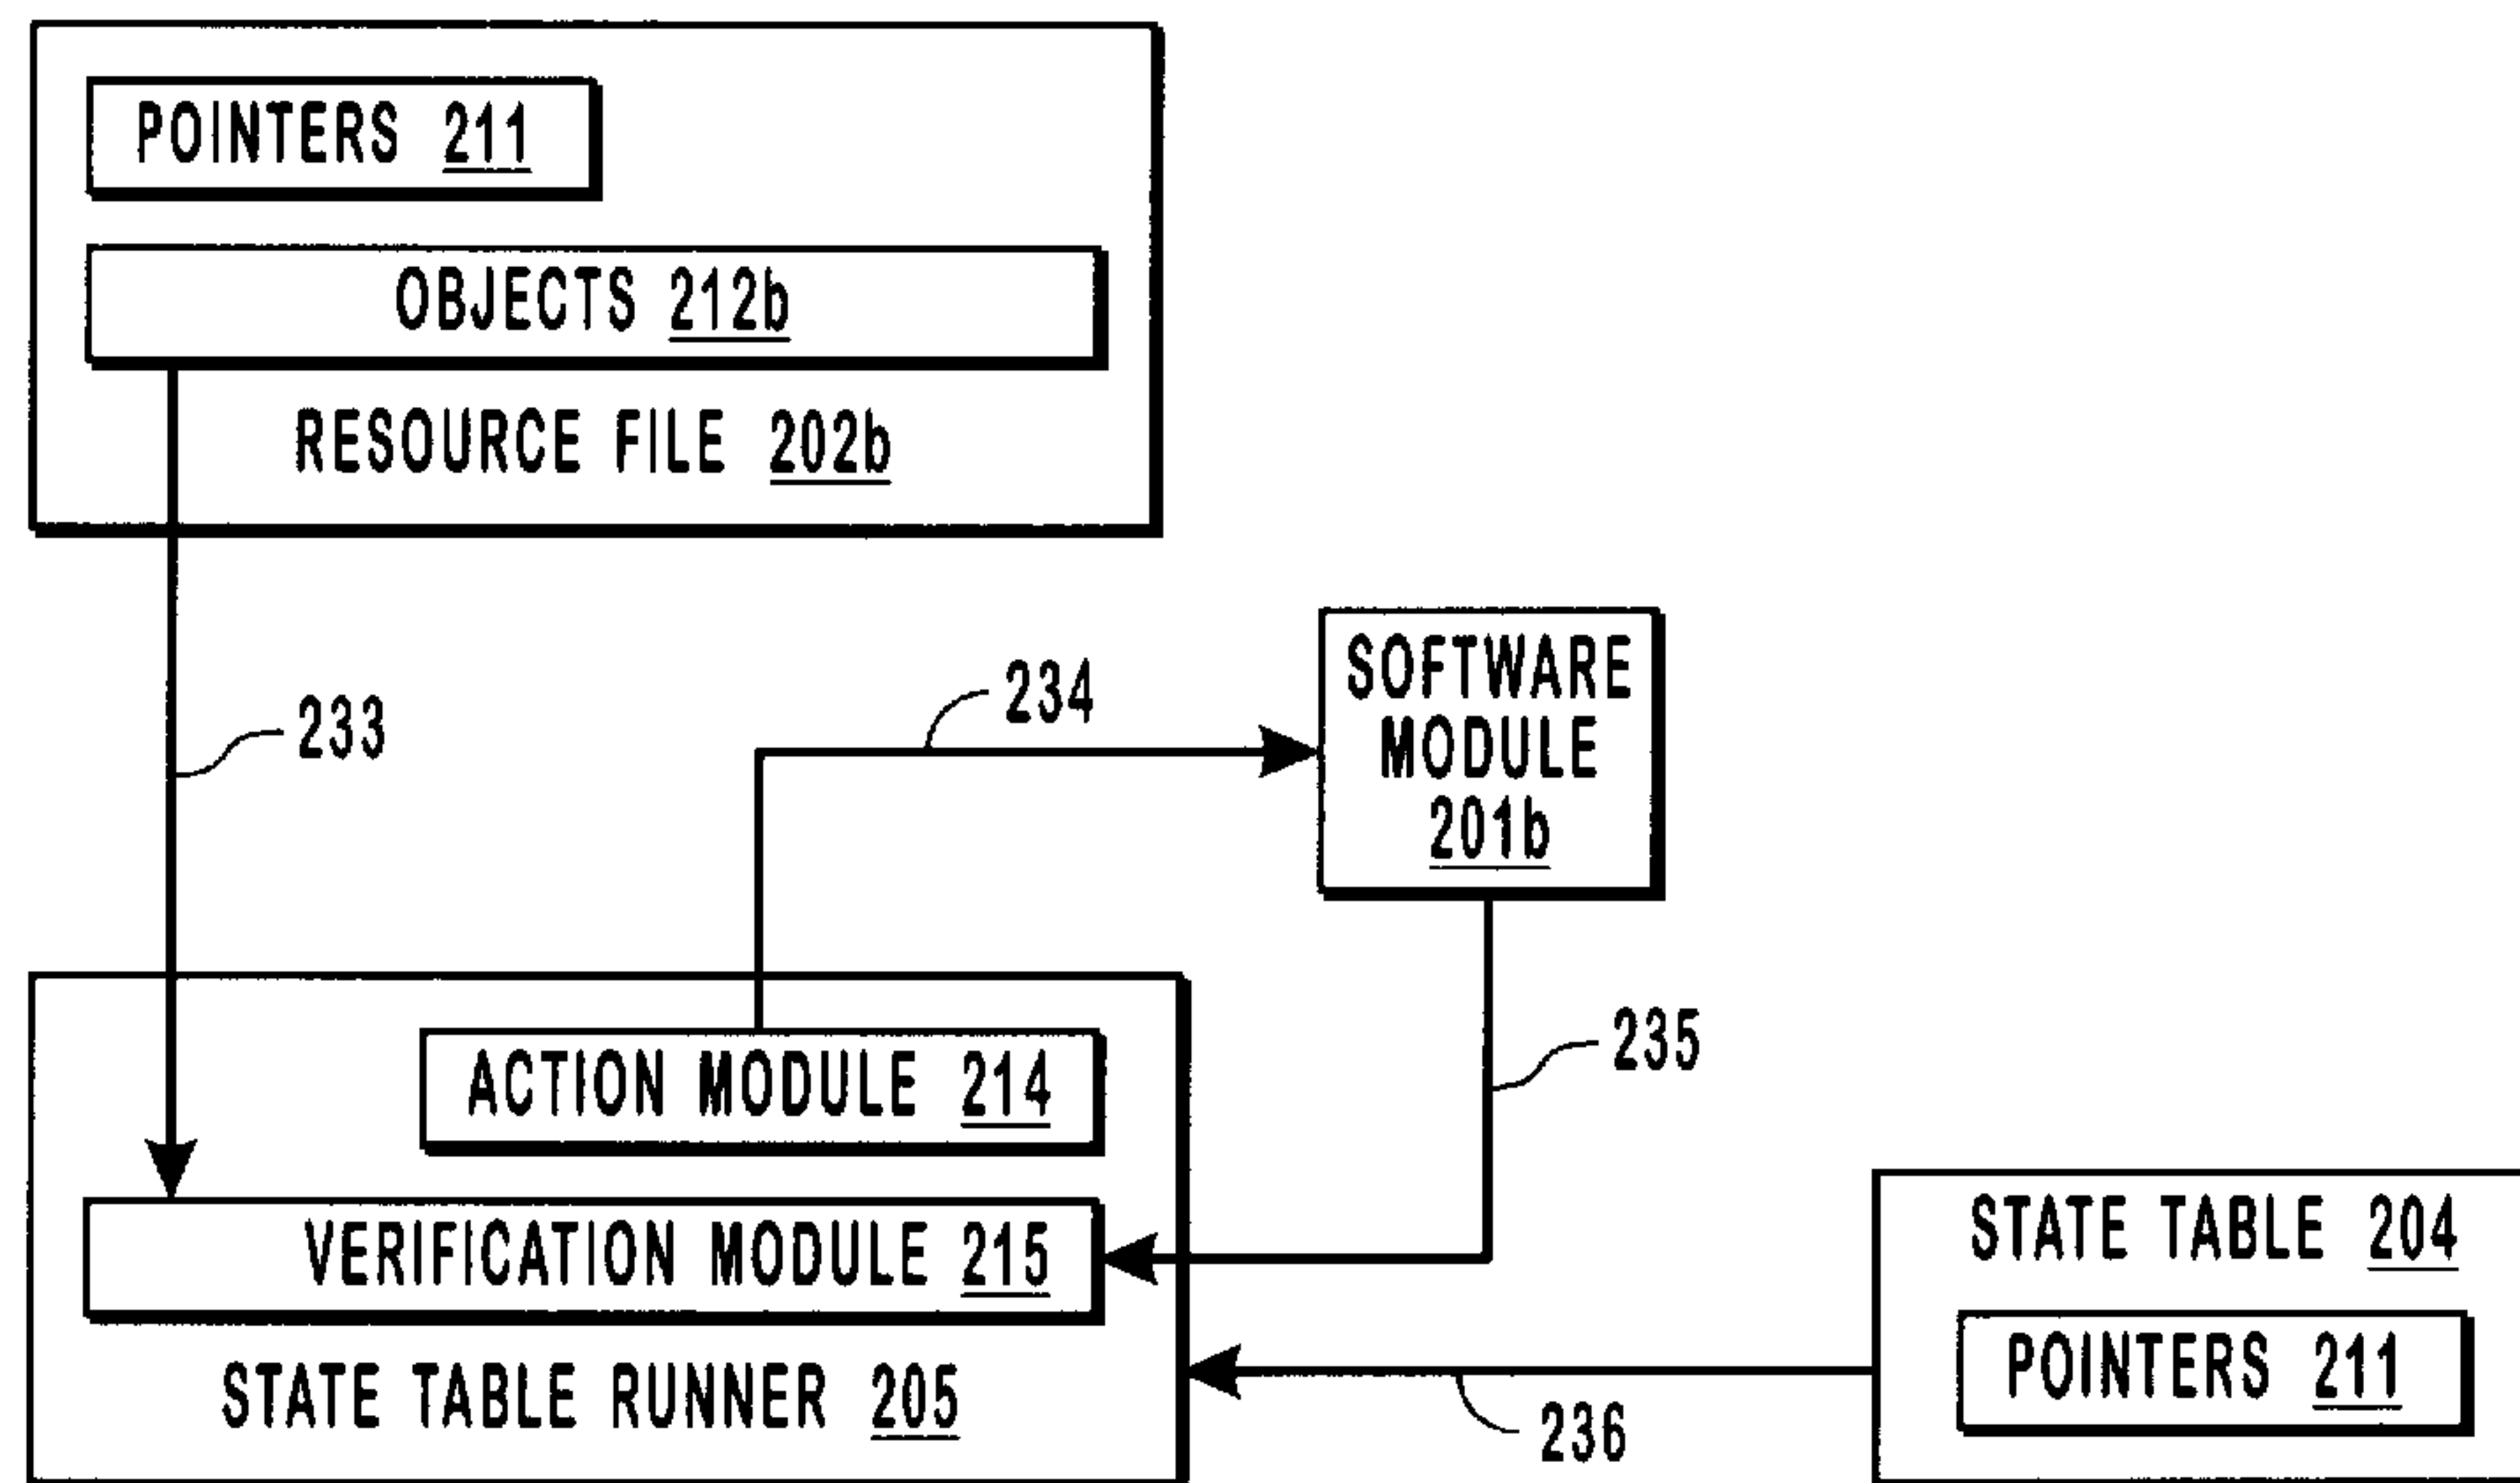 POINTERS 211
OBJECTS 212b
RESOURCE FILE 202b
233
234
SOFTWARE
MODULE
201b
ACTION MODULE 214
235
VERIFICATION MODULE 215
STATE TABLE RUNNER 205
STATE TABLE 204
POINTERS 211
236